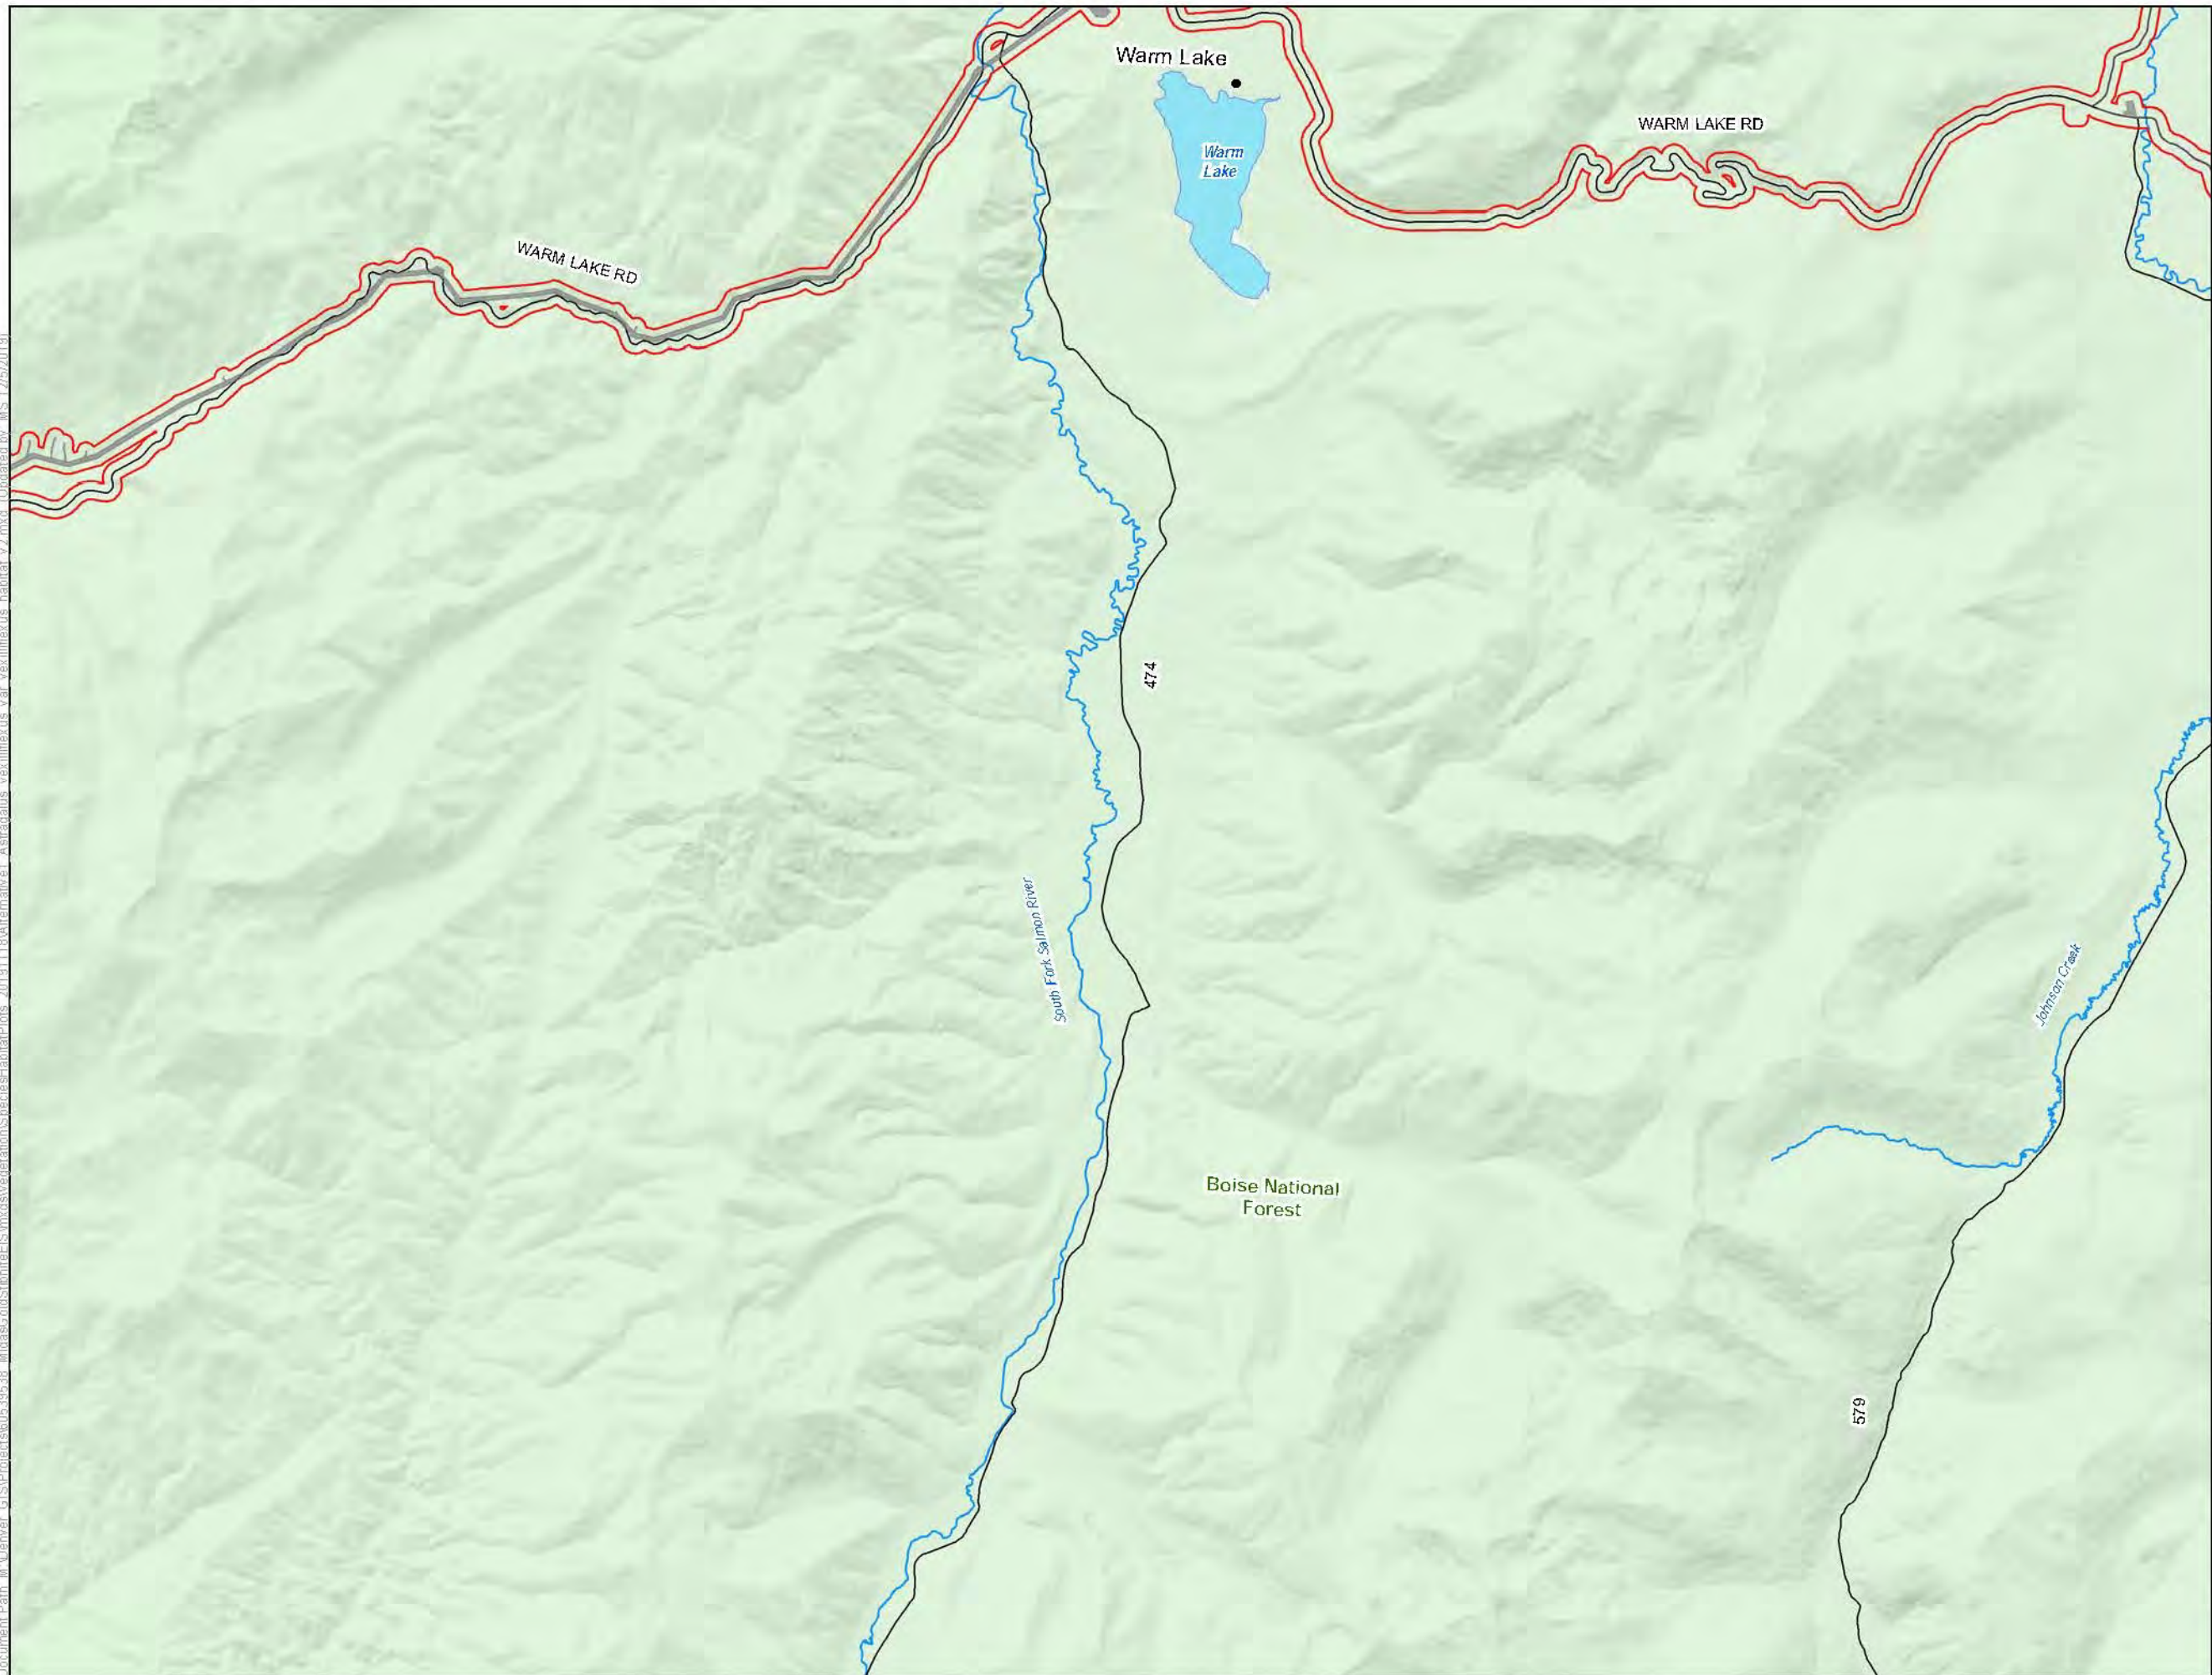 Warm Lake
WARM LAKE RD
Warm
Lake
WARM LAKE RD
474
South Fork Salmon River
Johnson Creek
Boise National
Forest
579